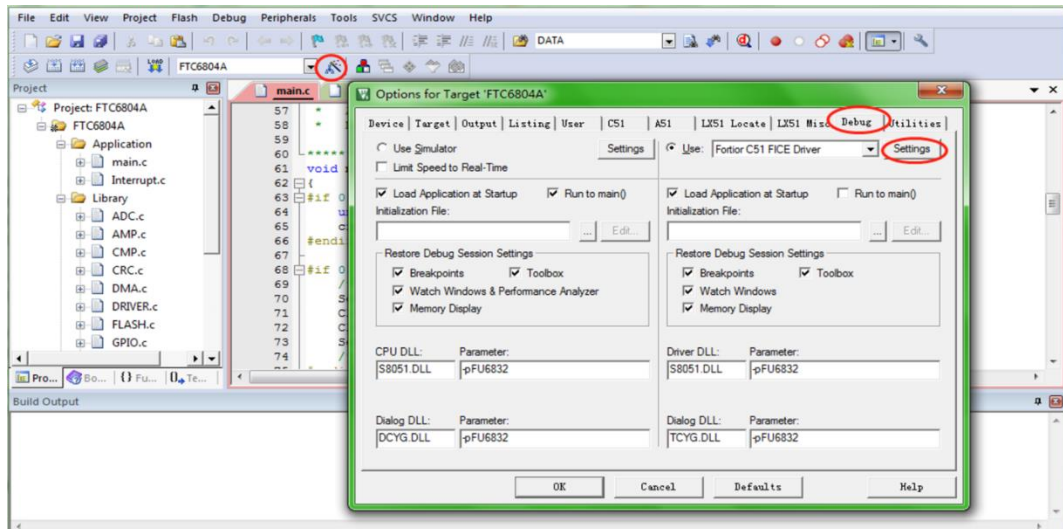 File Edit View Project Flash Debug Peripherals Tools SVCS Window Help
DATA
LOAD FTC6804A
Project
main.c
Project: FTC6804A
FTC6804A
Application
main.c
Interrupt.c
Library
ADC.c
AMP.c
CMP.c
CRC.c
DMA.c
DRIVER.c
FLASH.c
GPIO.c
57 *
58 *
59
60 *****
61 void
62 {
63 #if 0
64
65
66 #endi
67
68 #if 0
69 /
70 S
71 C
72 C
73 S
74 /
Pro... Bo... {} Fu... Te...
Build Output
Options for Target 'FTC6804A'
Device Target Output Listing User C51 A51 LX51 Locate LX51 Misc Debug Utilities
Use Simulator Settings
Limit Speed to Real-Time
Load Application at Startup Run to main()
Initialization File:
... Edit...
Restore Debug Session Settings
Breakpoints Toolbox
Watch Windows & Performance Analyzer
Memory Display
CPU DLL: Parameter:
S8051.DLL -pFU6832
Dialog DLL: Parameter:
DCYG.DLL -pFU6832
Use: Fortior C51 FICE Driver Settings
Load Application at Startup Run to main()
Initialization File:
... Edit...
Restore Debug Session Settings
Breakpoints Toolbox
Watch Windows
Memory Display
Driver DLL: Parameter:
S8051.DLL -pFU6832
Dialog DLL: Parameter:
TCYG.DLL -pFU6832
OK Cancel Defaults Help